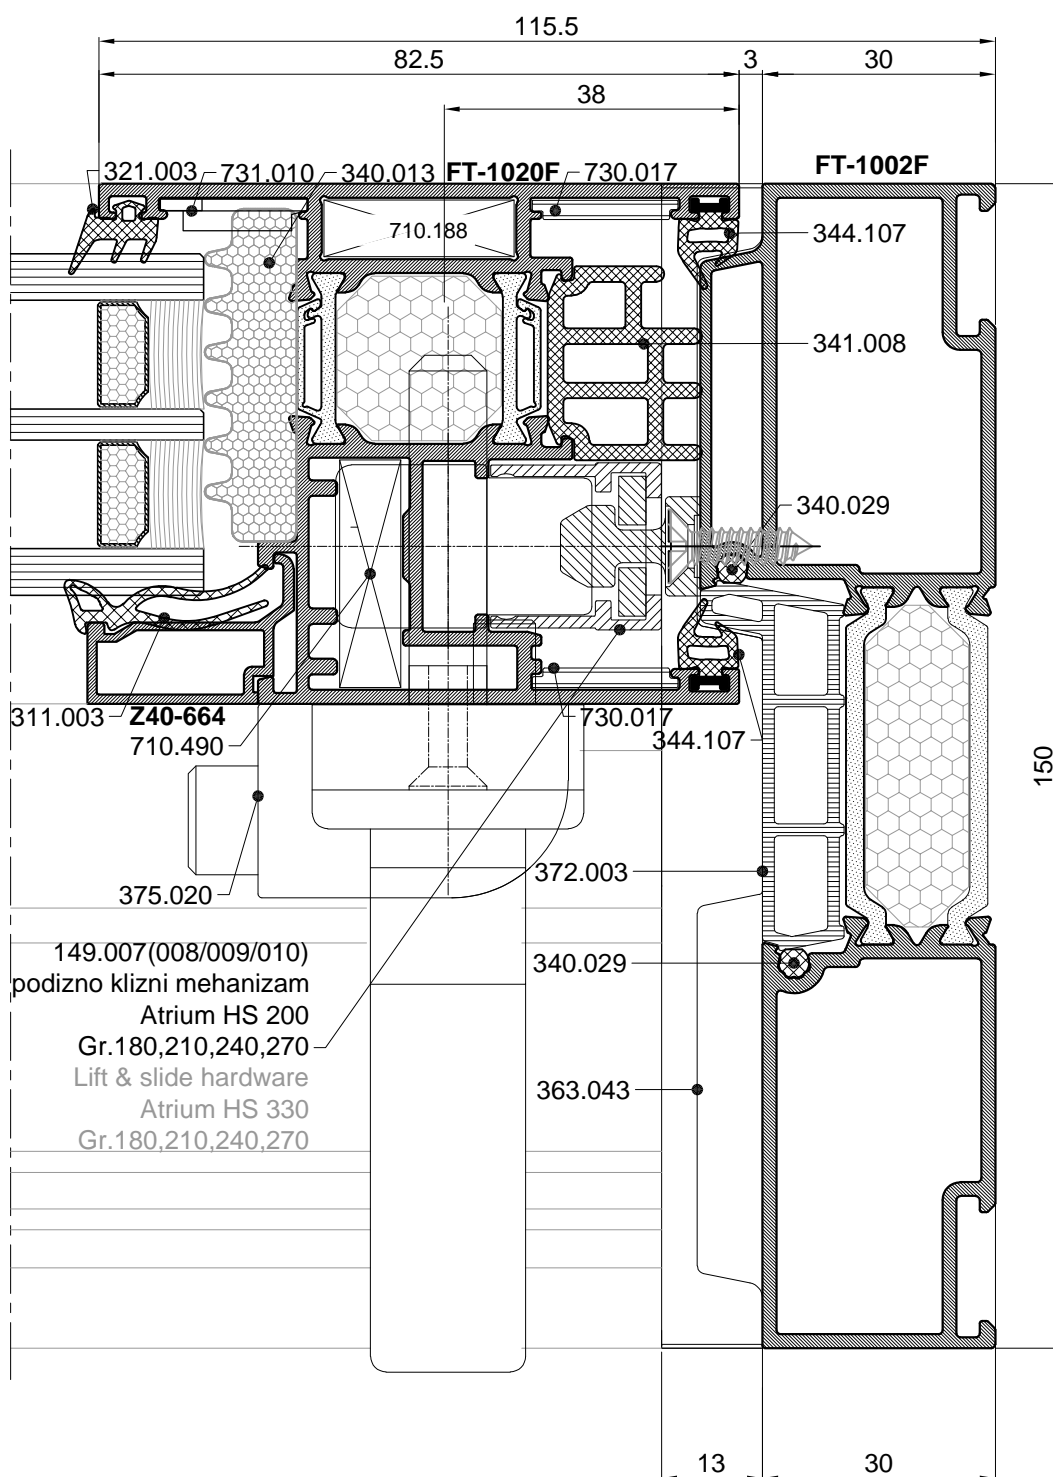 115.5
82.5
3
30
38
321.003
731.010
340.013
FT-1020F
730.017
FT-1002F
710.188
344.107
341.008
340.029
311.003
Z40-664
710.490
730.017
344.107
150
375.020
372.003
149.007(008/009/010)
podizno klizni mehanizam
Atrium HS 200
Gr.180,210,240,270
Lift & slide hardware
Atrium HS 330
Gr.180,210,240,270
340.029
363.043
13
30